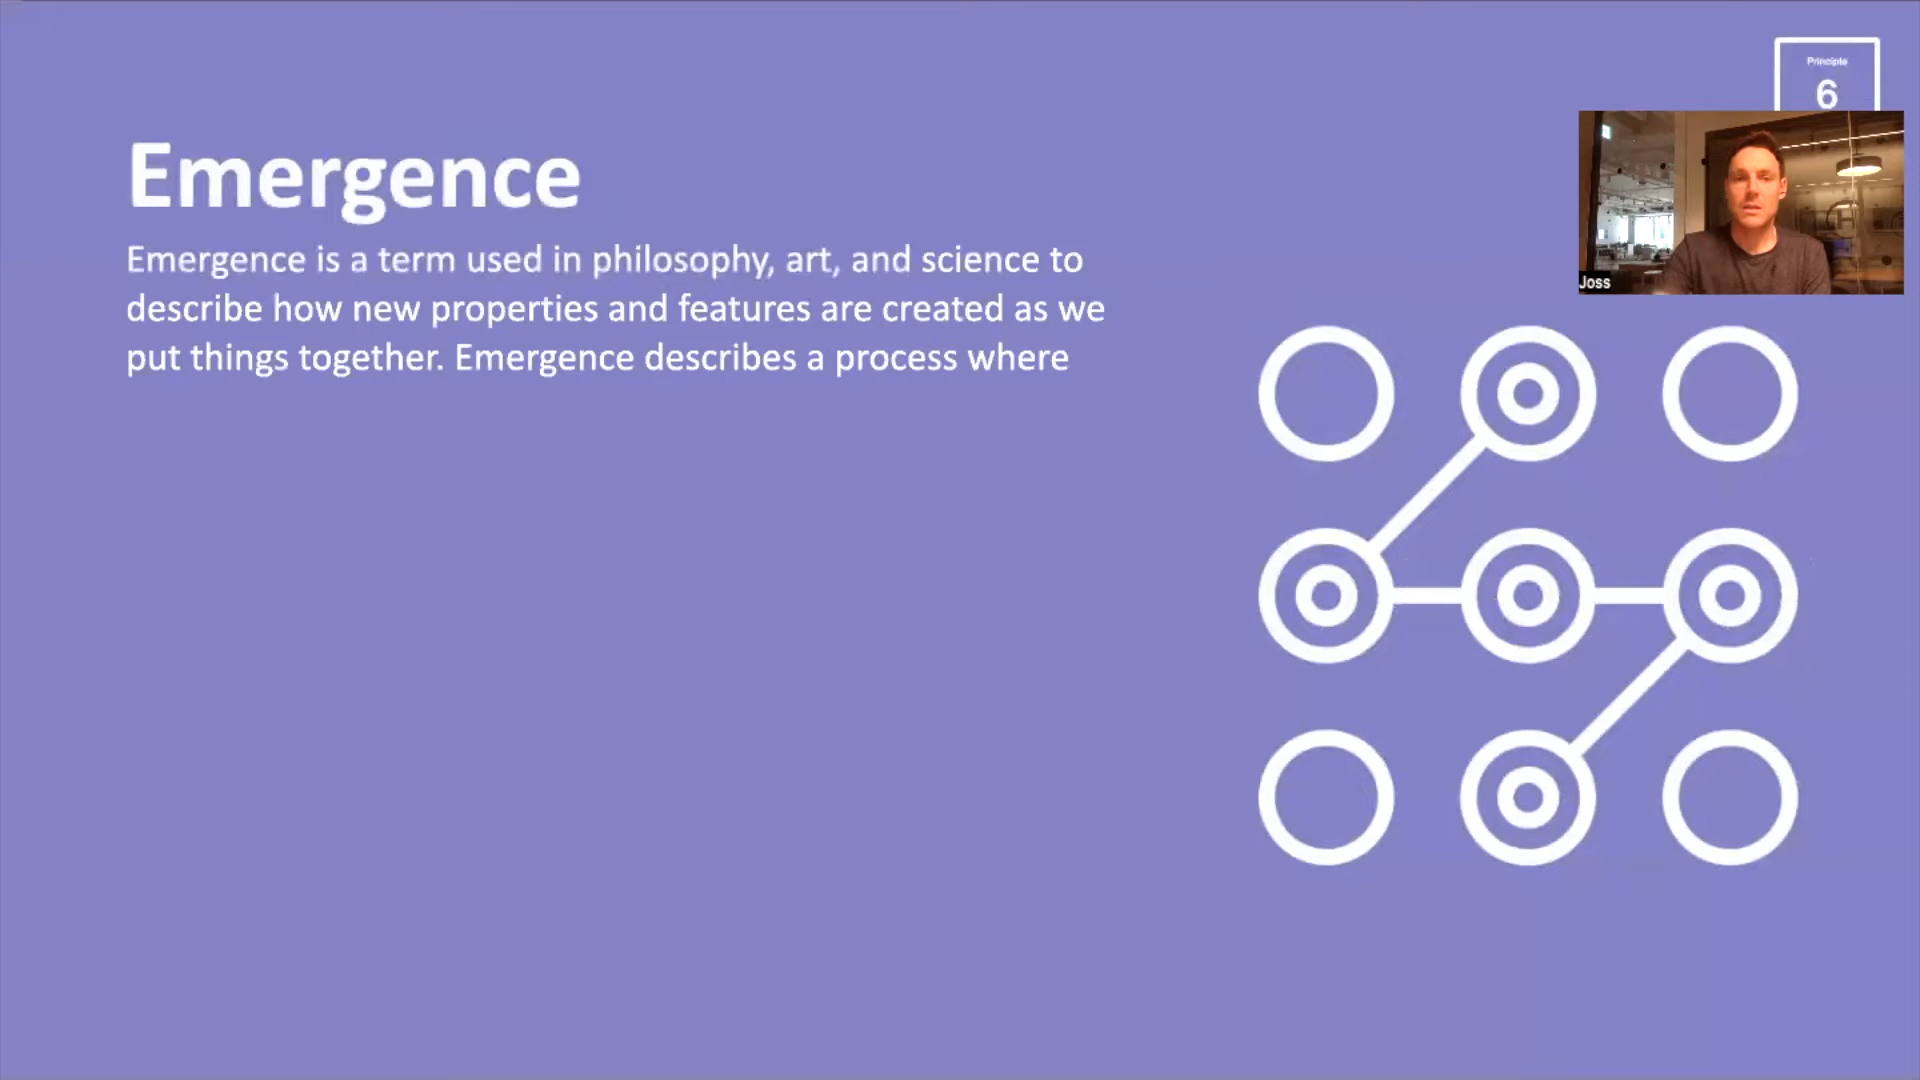 Principle
6
Emergence
Emergence is a term used in philosophy, art, and science to
describe how new properties and features are created as we
put things together. Emergence describes a process where
Joss